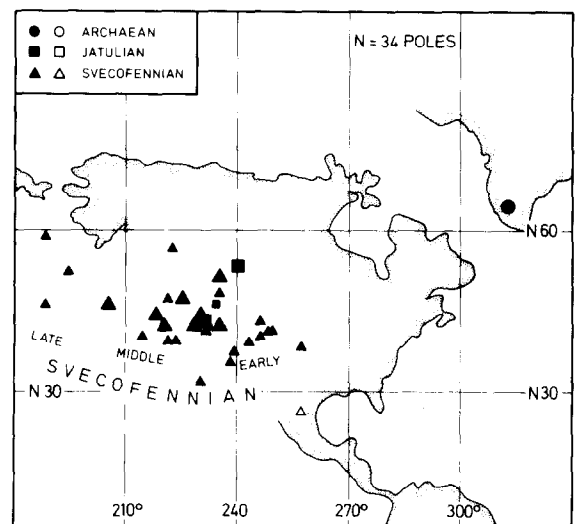 ARCHAEAN
JATULIAN
SVECOFENNIAN
N = 34 POLES
N 60
LATE
MIDDLE
EARLY
SVECOFENNIAN
N 30
N 30
210°
240
270°
300°